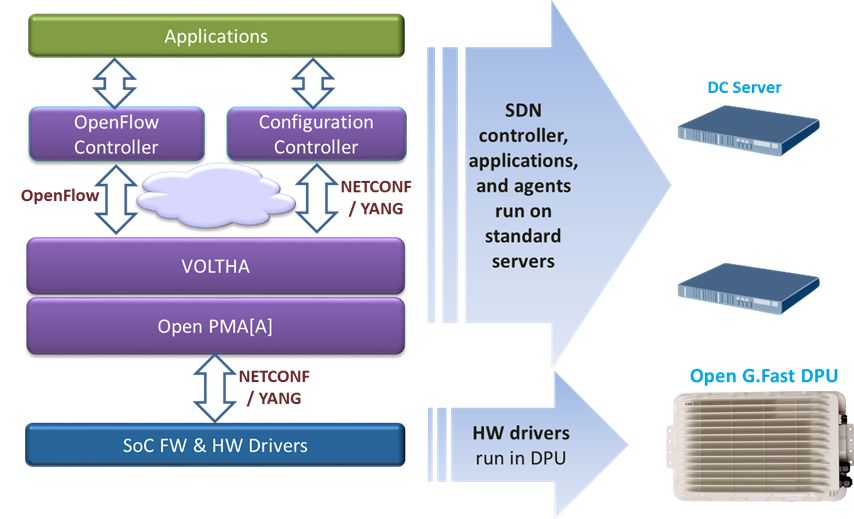 Applications
OpenFlow
Controller
Configuration
Controller
OpenFlow
NETCONF
/ YANG
VOLTHA
Open PMA[A]
NETCONF
/ YANG
SoC FW & HW Drivers
SDN
controller,
applications,
and agents
run on
standard
servers
HW drivers
run in DPU
DC Server
Open G.Fast DPU